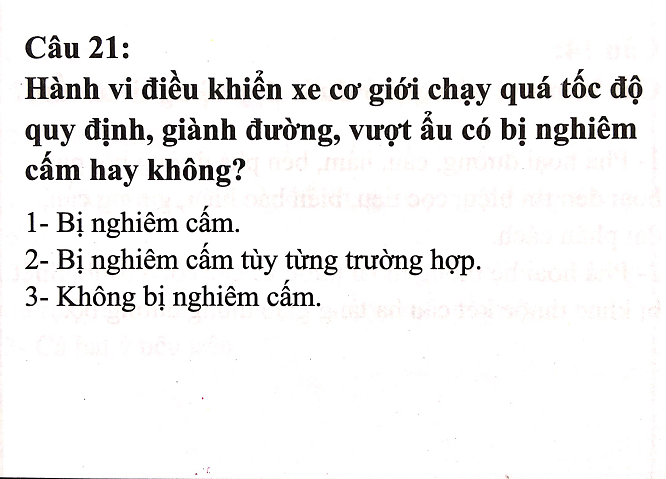 Câu 21:
Hành vi điều khiển xe cơ giới chạy quá tốc độ
quy định, giành đường, vượt ẩu có bị nghiêm
cấm hay không?
1- Bị nghiêm cấm.
2- Bị nghiêm cấm tùy từng trường hợp.
3- Không bị nghiêm cấm.